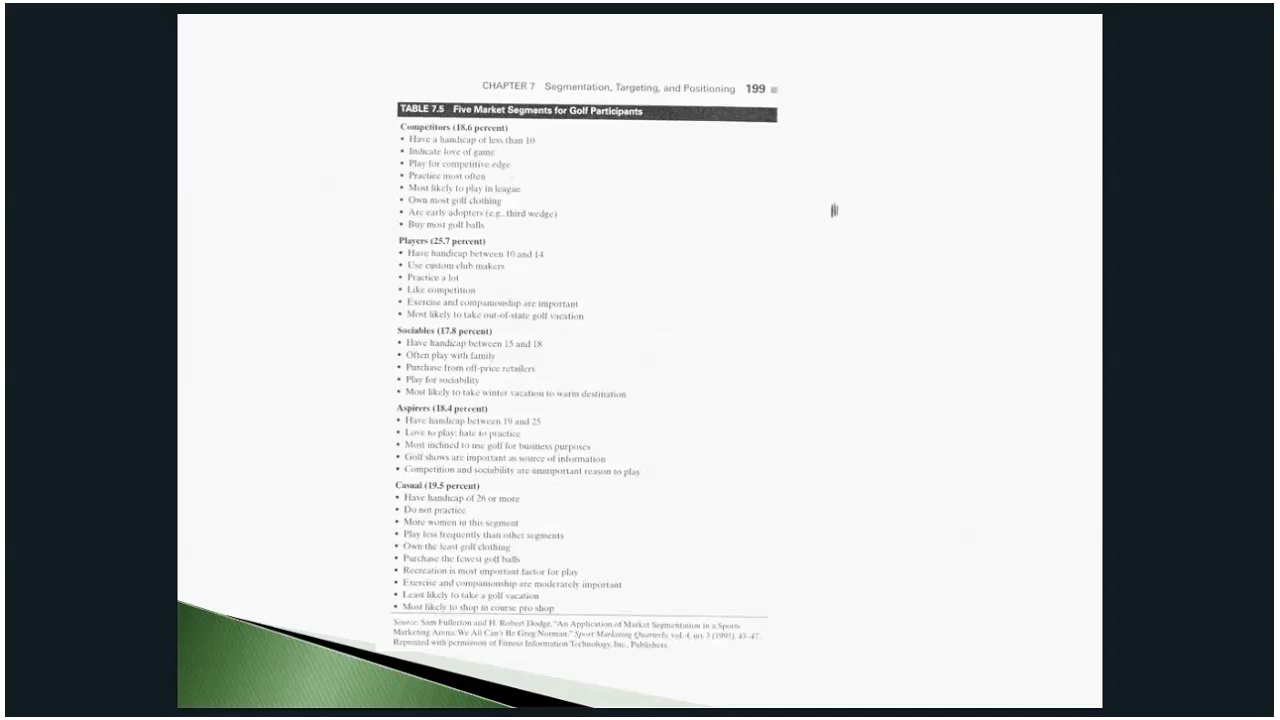 CHAPTER 7 Segmentation, Targeting, and Positioning 199
TABLE 7.5 Five Market Segments for Golf Participants
Competitors (18.6 percent)
• Have a handicap of less than 10
• Indicate love of game
• Play for competitive edge
• Practice most often
• Most likely to play in league
• Own most golf clothing
• Are early adopters (e.g., third wedge)
• Buy most golf balls
Players (25.7 percent)
• Have handicap between 10 and 14
• Use custom club makers
• Practice a lot
• Like competition
• Exercise and companionship are important
• Most likely to take out-of-state golf vacation
Sociables (17.8 percent)
• Have handicap between 15 and 18
• Often play with family
• Purchase from off-price retailers
• Play for sociability
• Most likely to take winter vacation to warm destination
Aspirers (18.4 percent)
• Have handicap between 19 and 25
• Love to play; hate to practice
• Most inclined to use golf for business purposes
• Golf shows are important as source of information
• Competition and sociability are unimportant reason to play
Casual (19.5 percent)
• Have handicap of 26 or more
• Do not practice
• More women in this segment
• Play less frequently than other segments
• Own the least golf clothing
• Purchase the fewest golf balls
• Recreation is most important factor for play
• Exercise and companionship are moderately important
• Least likely to take a golf vacation
• Most likely to shop in course pro shop
Source: Sam Fullerton and H. Robert Dodge, "An Application of Market Segmentation in a Sports
Marketing Arena: We All Can't Be Greg Norman," Sport Marketing Quarterly, vol. 4, no. 3 (1995), 43–47.
Reprinted with permission of Fitness Information Technology, Inc., Publishers.